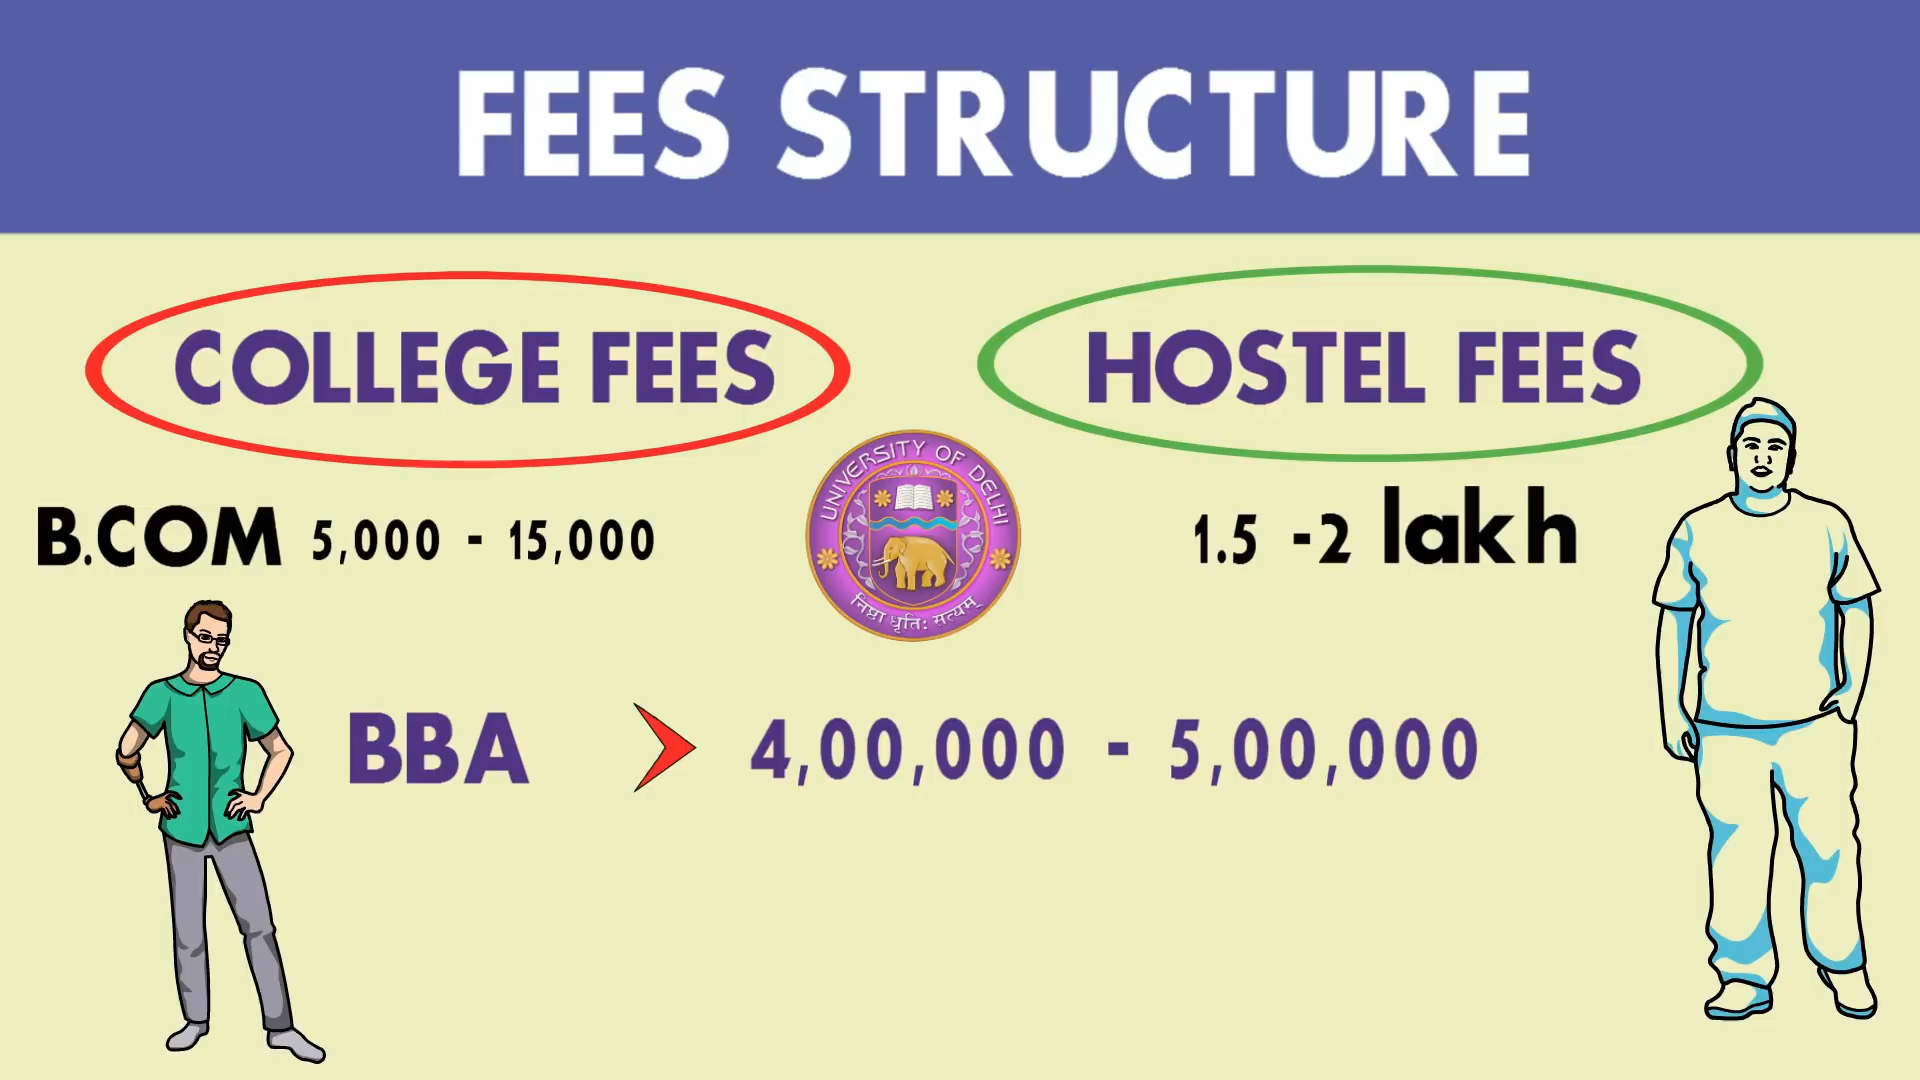 FEES STRUCTURE
COLLEGE FEES
HOSTEL FEES
UNIVERSITY OF DELHI
निष्ठा धृति: सत्यम्
B.COM 5,000 - 15,000
1.5 -2 lakh
BBA > 4,00,000 - 5,00,000